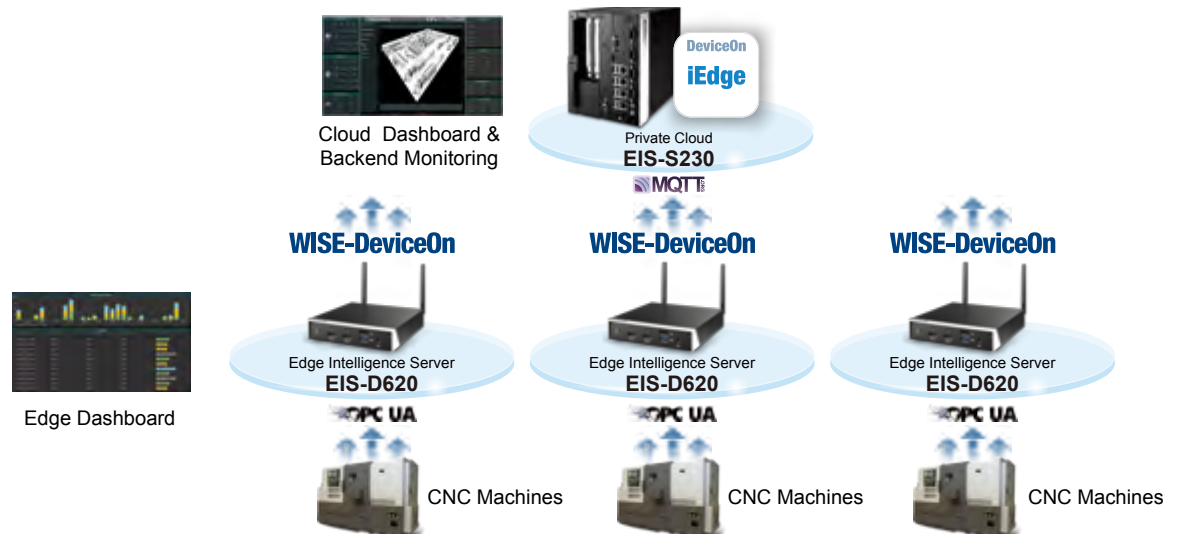 DeviceOn
iEdge
Cloud Dashboard &
Backend Monitoring
Private Cloud
EIS-S230
MQTT
WISE-DeviceOn
WISE-DeviceOn
WISE-DeviceOn
Edge Intelligence Server
EIS-D620
Edge Intelligence Server
EIS-D620
Edge Intelligence Server
EIS-D620
Edge Dashboard
OPC UA
OPC UA
OPC UA
CNC Machines
CNC Machines
CNC Machines